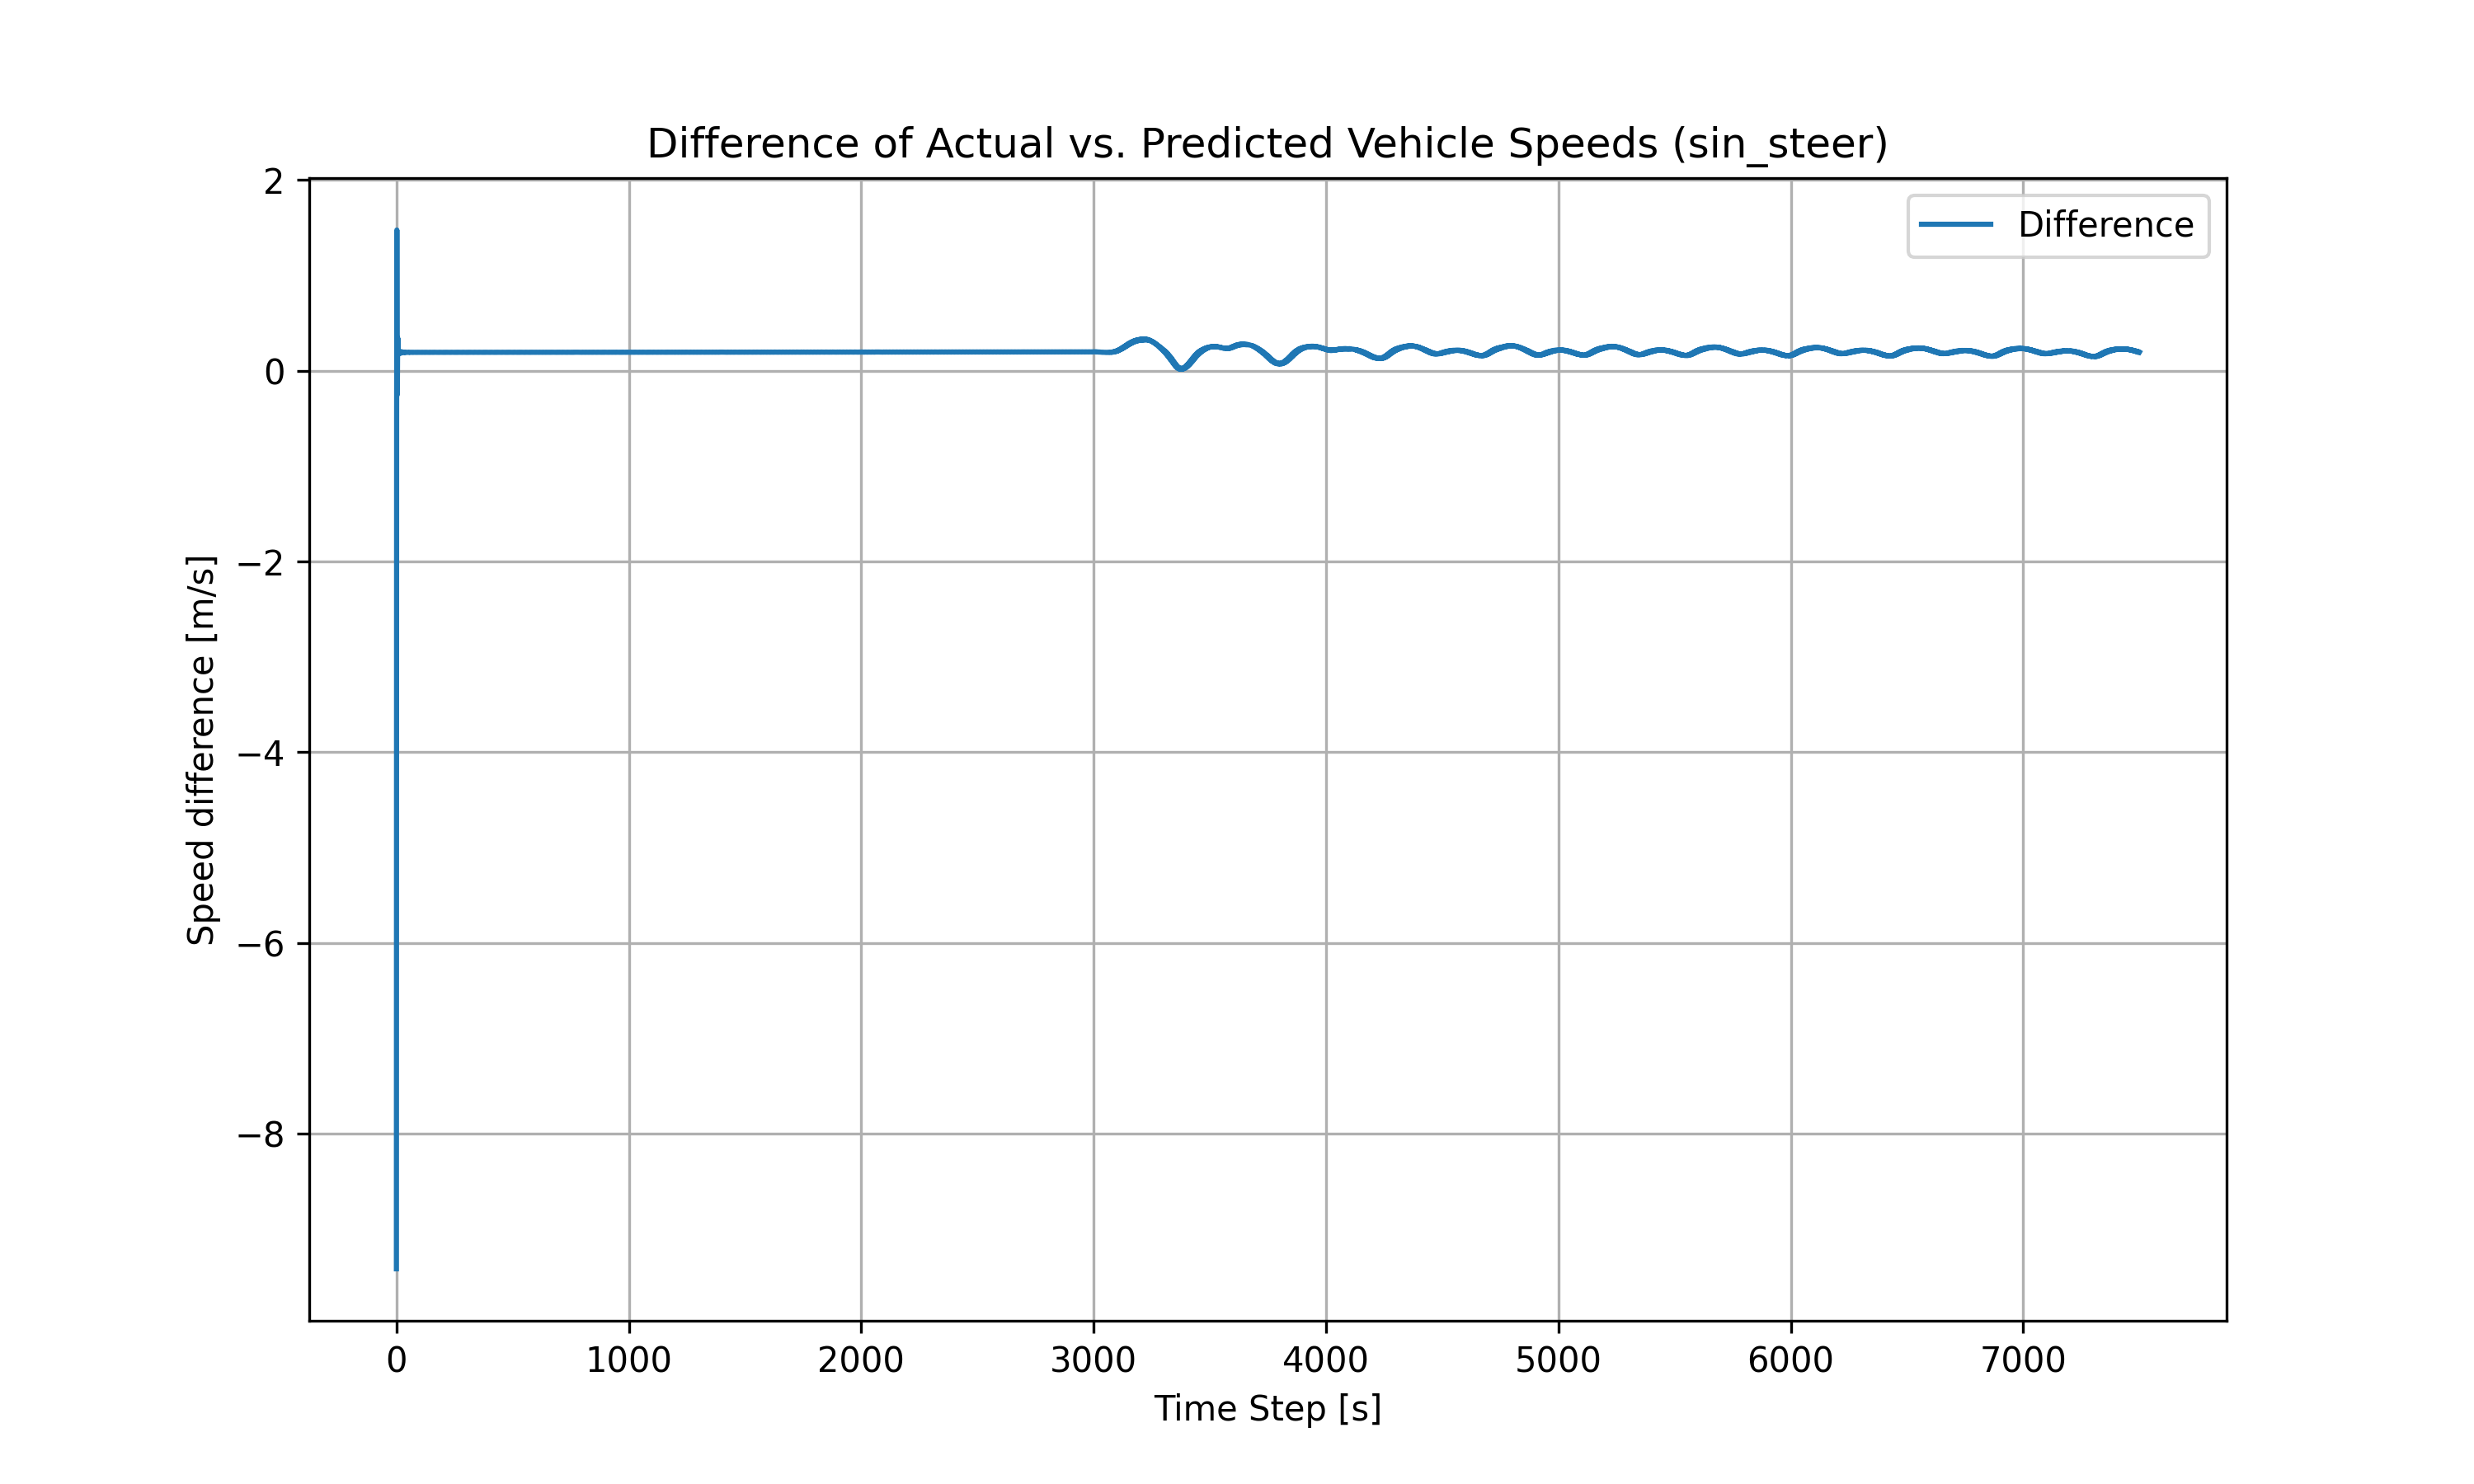 Difference of Actual vs. Predicted Vehicle Speeds (sin_steer)
Difference
2
0
−2
−4
−6
−8
Speed difference [m/s]
0 1000 2000 3000 4000 5000 6000 7000
Time Step [s]